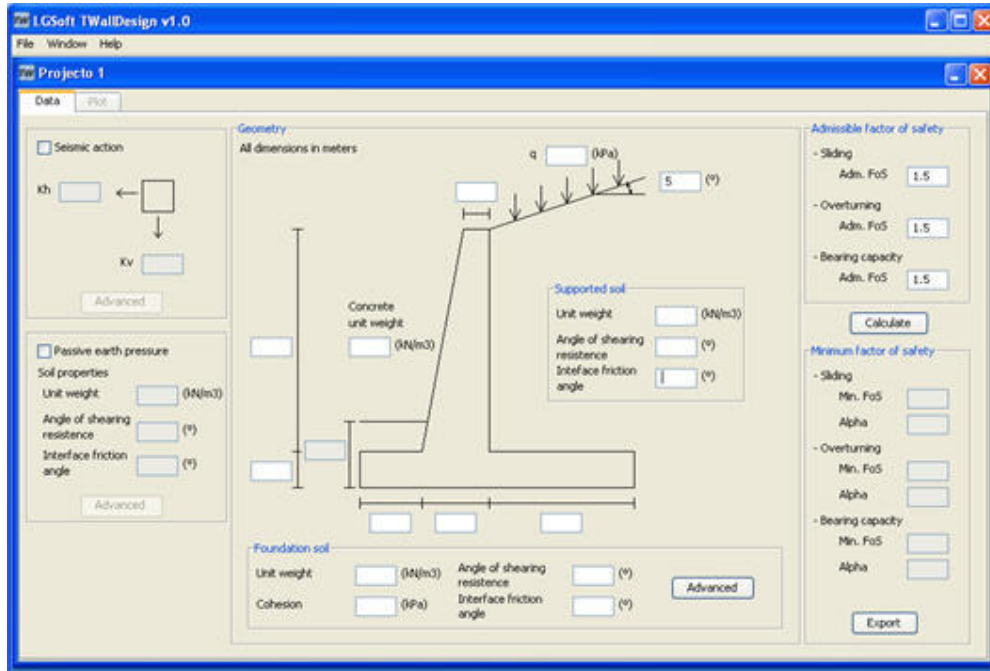 LGSoft TWallDesign v1.0
File Window Help
Projecto 1
Data Plot
Seismic action
Kh
Kv
Advanced
Passive earth pressure
Soil properties
Unit weight (kN/m3)
Angle of shearing
resistence (º)
Interface friction
angle (º)
Advanced
Geometry
All dimensions in meters
q (kPa)
5 (º)
Concrete
unit weight
(kN/m3)
Supported soil
Unit weight (kN/m3)
Angle of shearing
resistence (º)
Inteface friction
angle (º)
Foundation soil
Unit weight (kN/m3)
Cohesion (kPa)
Angle of shearing
resistence (º)
Interface friction
angle (º)
Advanced
Admissible factor of safety
- Sliding
Adm. FoS 1.5
- Overturning
Adm. FoS 1.5
- Bearing capacity
Adm. FoS 1.5
Calculate
Minimum factor of safety
- Sliding
Min. FoS
Alpha
- Overturning
Min. FoS
Alpha
- Bearing capacity
Min. FoS
Alpha
Export